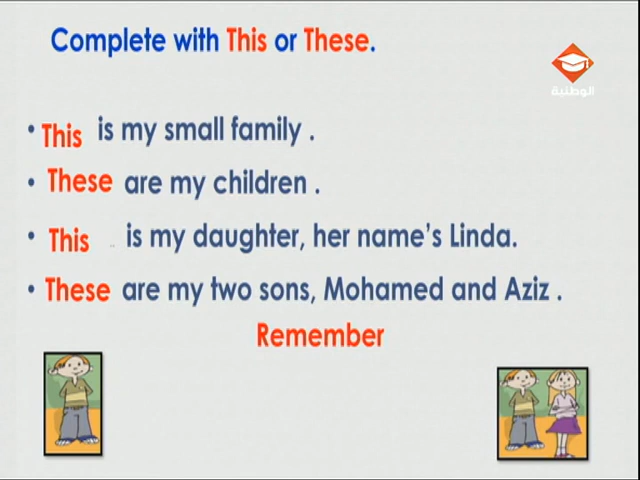 Complete with This or These.
الوطنية
• This is my small family .
• These are my children .
• This .. is my daughter, her name's Linda.
• These are my two sons, Mohamed and Aziz .
Remember